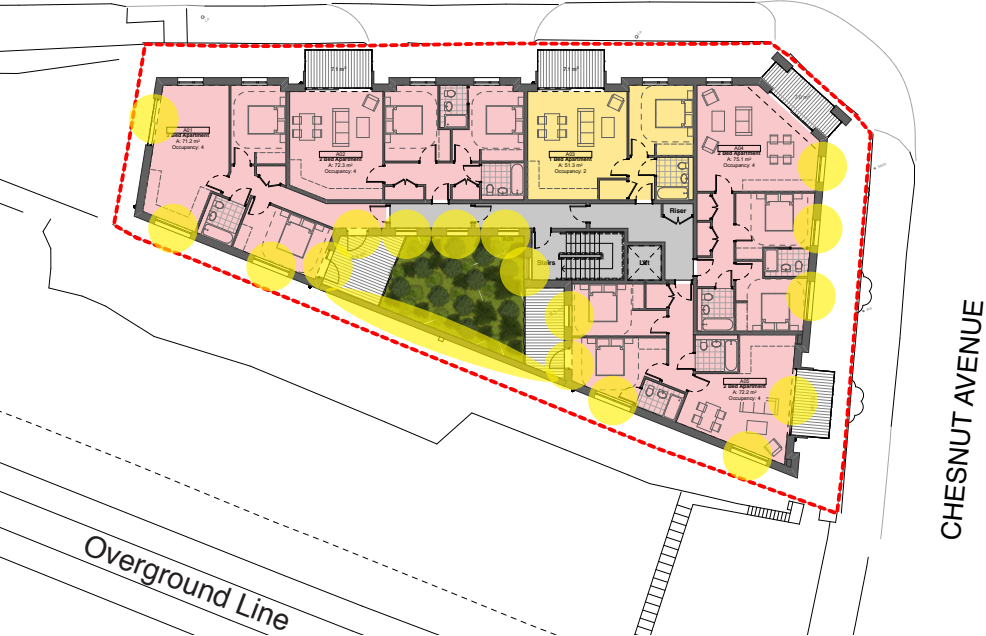 7.1 m²
7.1 m²
A01
2 Bed Apartment
A: 71.2 m²
Occupancy: 4
A02
2 Bed Apartment
A: 72.3 m²
Occupancy: 4
A03
1 Bed Apartment
A: 51.3 m²
Occupancy: 2
A04
2 Bed Apartment
A: 75.1 m²
Occupancy: 4
Riser
Stairs
Lift
A05
2 Bed Apartment
A: 72.2 m²
Occupancy: 4
CHESNUT AVENUE
Overground Line